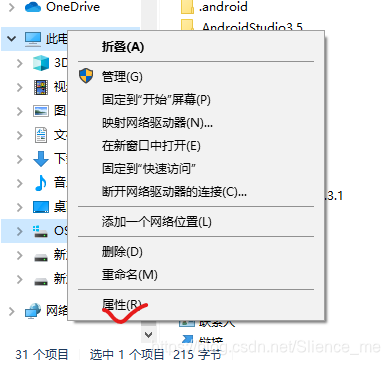 OneDrive
.android
此电
.AndroidStudio3.5
折叠(A)
3D
管理(G)
视
固定到"开始"屏幕(P)
图
映射网络驱动器(N)...
文
在新窗口中打开(E)
下
固定到"快速访问"
音
断开网络驱动器的连接(C)...
桌
.3.1
添加一个网络位置(L)
OS
删除(D)
新
重命名(M)
新
属性(R)
网络
联系人
链接
https://blog.csdn.net/Slience_me
31 个项目 选中 1 个项目 215 字节